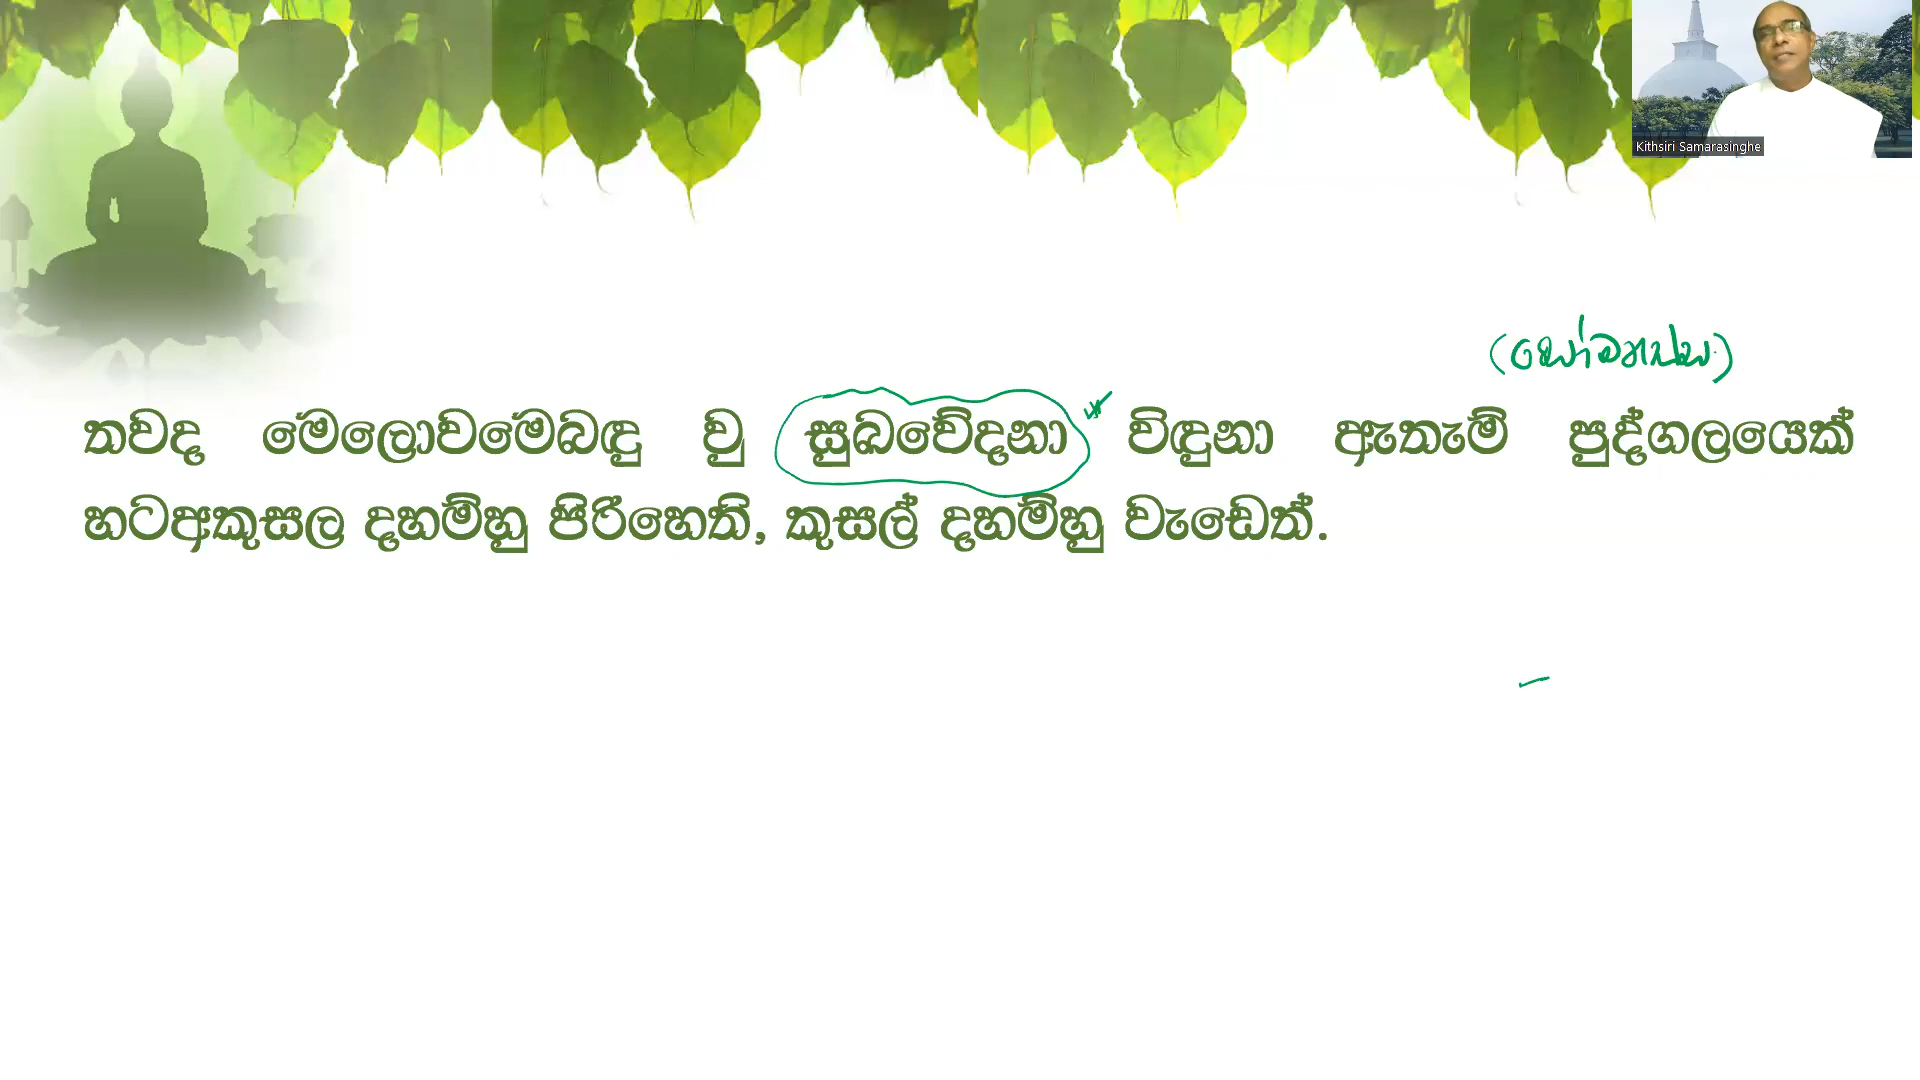 Kithsiri Samarasinghe
(සෝමනස්ස)
තවද මෙලොවමෙබඳු වු සුඛවේදනා විඳුනා ඇතැම් පුද්ගලයෙක්
හටඅකුසල දහම්හු පිරිහෙති, කුසල් දහම්හු වැඩෙත්.